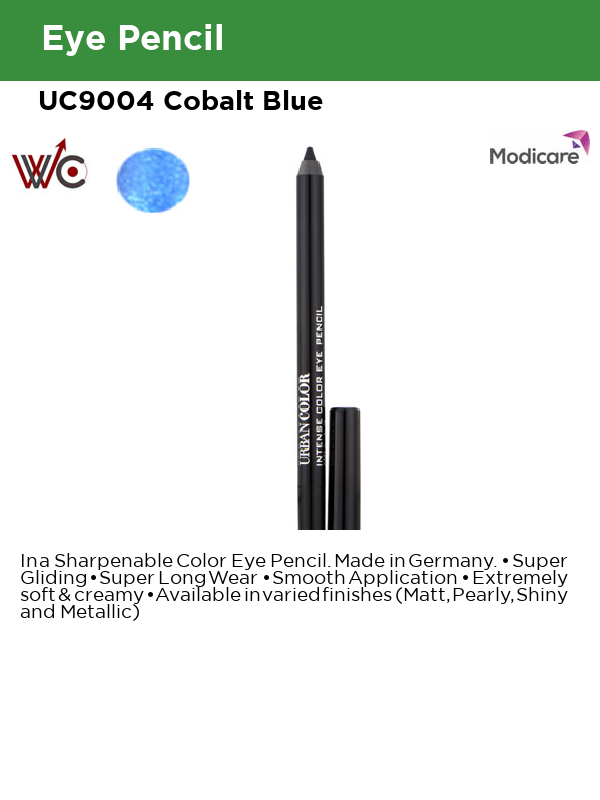 Eye Pencil
UC9004 Cobalt Blue
WC
Modicare
URBAN COLOR
INTENSE COLOR EYE PENCIL
In a Sharpenable Color Eye Pencil. Made in Germany. • Super
Gliding • Super Long Wear • Smooth Application • Extremely
soft & creamy • Available in varied finishes (Matt, Pearly, Shiny
and Metallic)